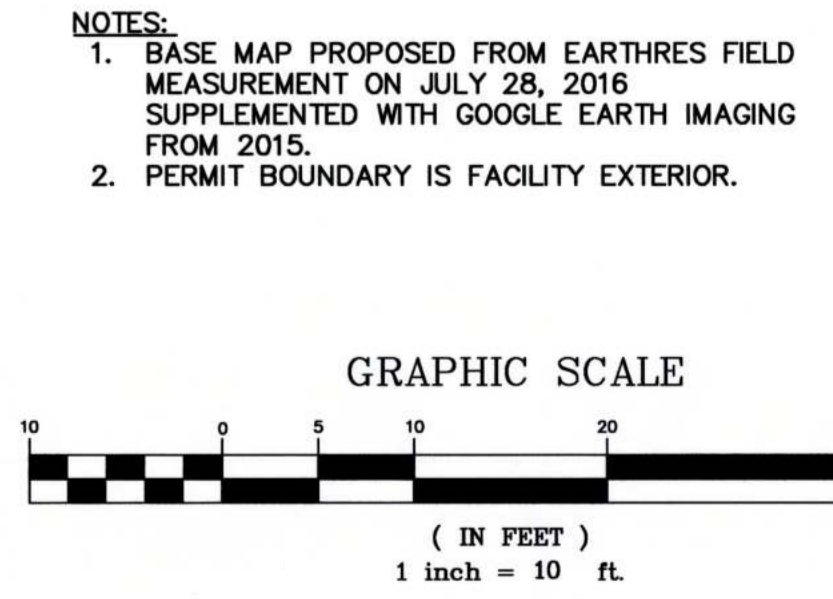 NOTES:
1. BASE MAP PROPOSED FROM EARTHRES FIELD
MEASUREMENT ON JULY 28, 2016
SUPPLEMENTED WITH GOOGLE EARTH IMAGING
FROM 2015.
2. PERMIT BOUNDARY IS FACILITY EXTERIOR.
GRAPHIC SCALE
10 0 5 10 20
( IN FEET )
1 inch = 10 ft.